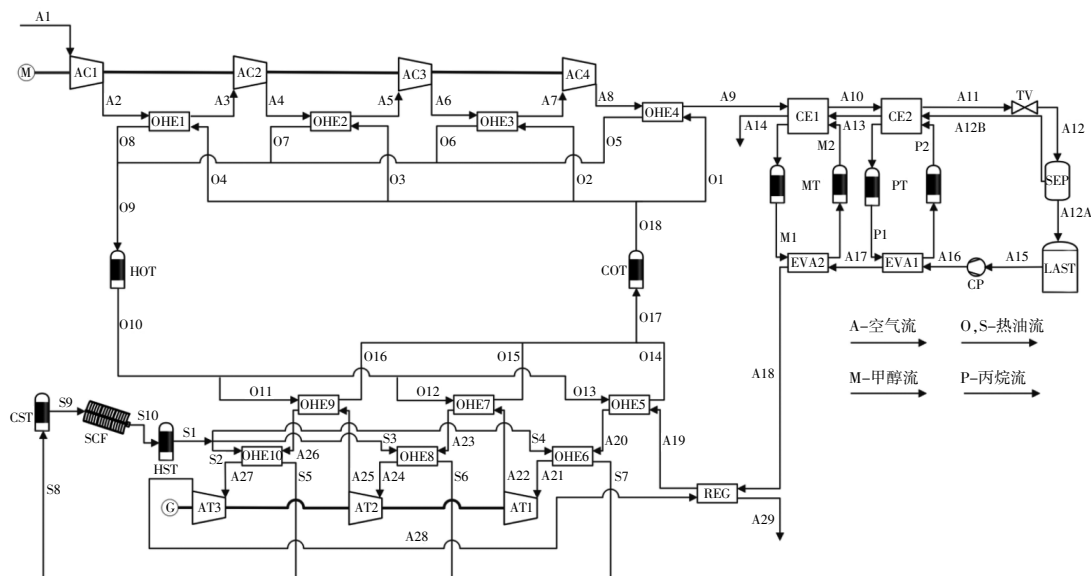 A1
M
AC1
AC2
AC3
AC4
A2
A3
A4
A5
A6
A7
A8
A9
A10
A11
TV
OHE1
OHE2
OHE3
OHE4
CE1
CE2
A14
A13
A12B
A12
O8
O7
O6
O5
M2
P2
O4
O3
O2
O1
MT
PT
SEP
A12A
O9
O18
M1
P1
HOT
COT
EVA2
A17
EVA1
A16
CP
A15
LAST
O10
O17
A-空气流
O,S-热油流
O16
O15
O14
A18
M-甲醇流
P-丙烷流
O11
O12
O13
CST
S9
SCF
S10
OHE9
OHE7
OHE5
HST
S1
S2
S3
S4
A26
A23
A20
A19
OHE10
OHE8
OHE6
S8
A27
S5
A25
A24
S6
A22
A21
S7
REG
G
AT3
AT2
AT1
A28
A29